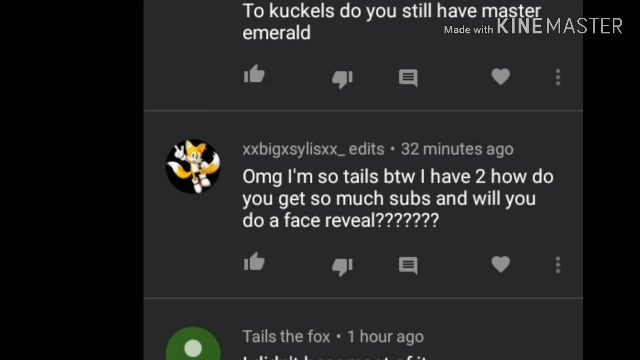 To kuckels do you still have master
emerald
Made with KINEMASTER
xxbigxsylisxx_ edits • 32 minutes ago
Omg I'm so tails btw I have 2 how do
you get so much subs and will you
do a face reveal???????
Tails the fox • 1 hour ago